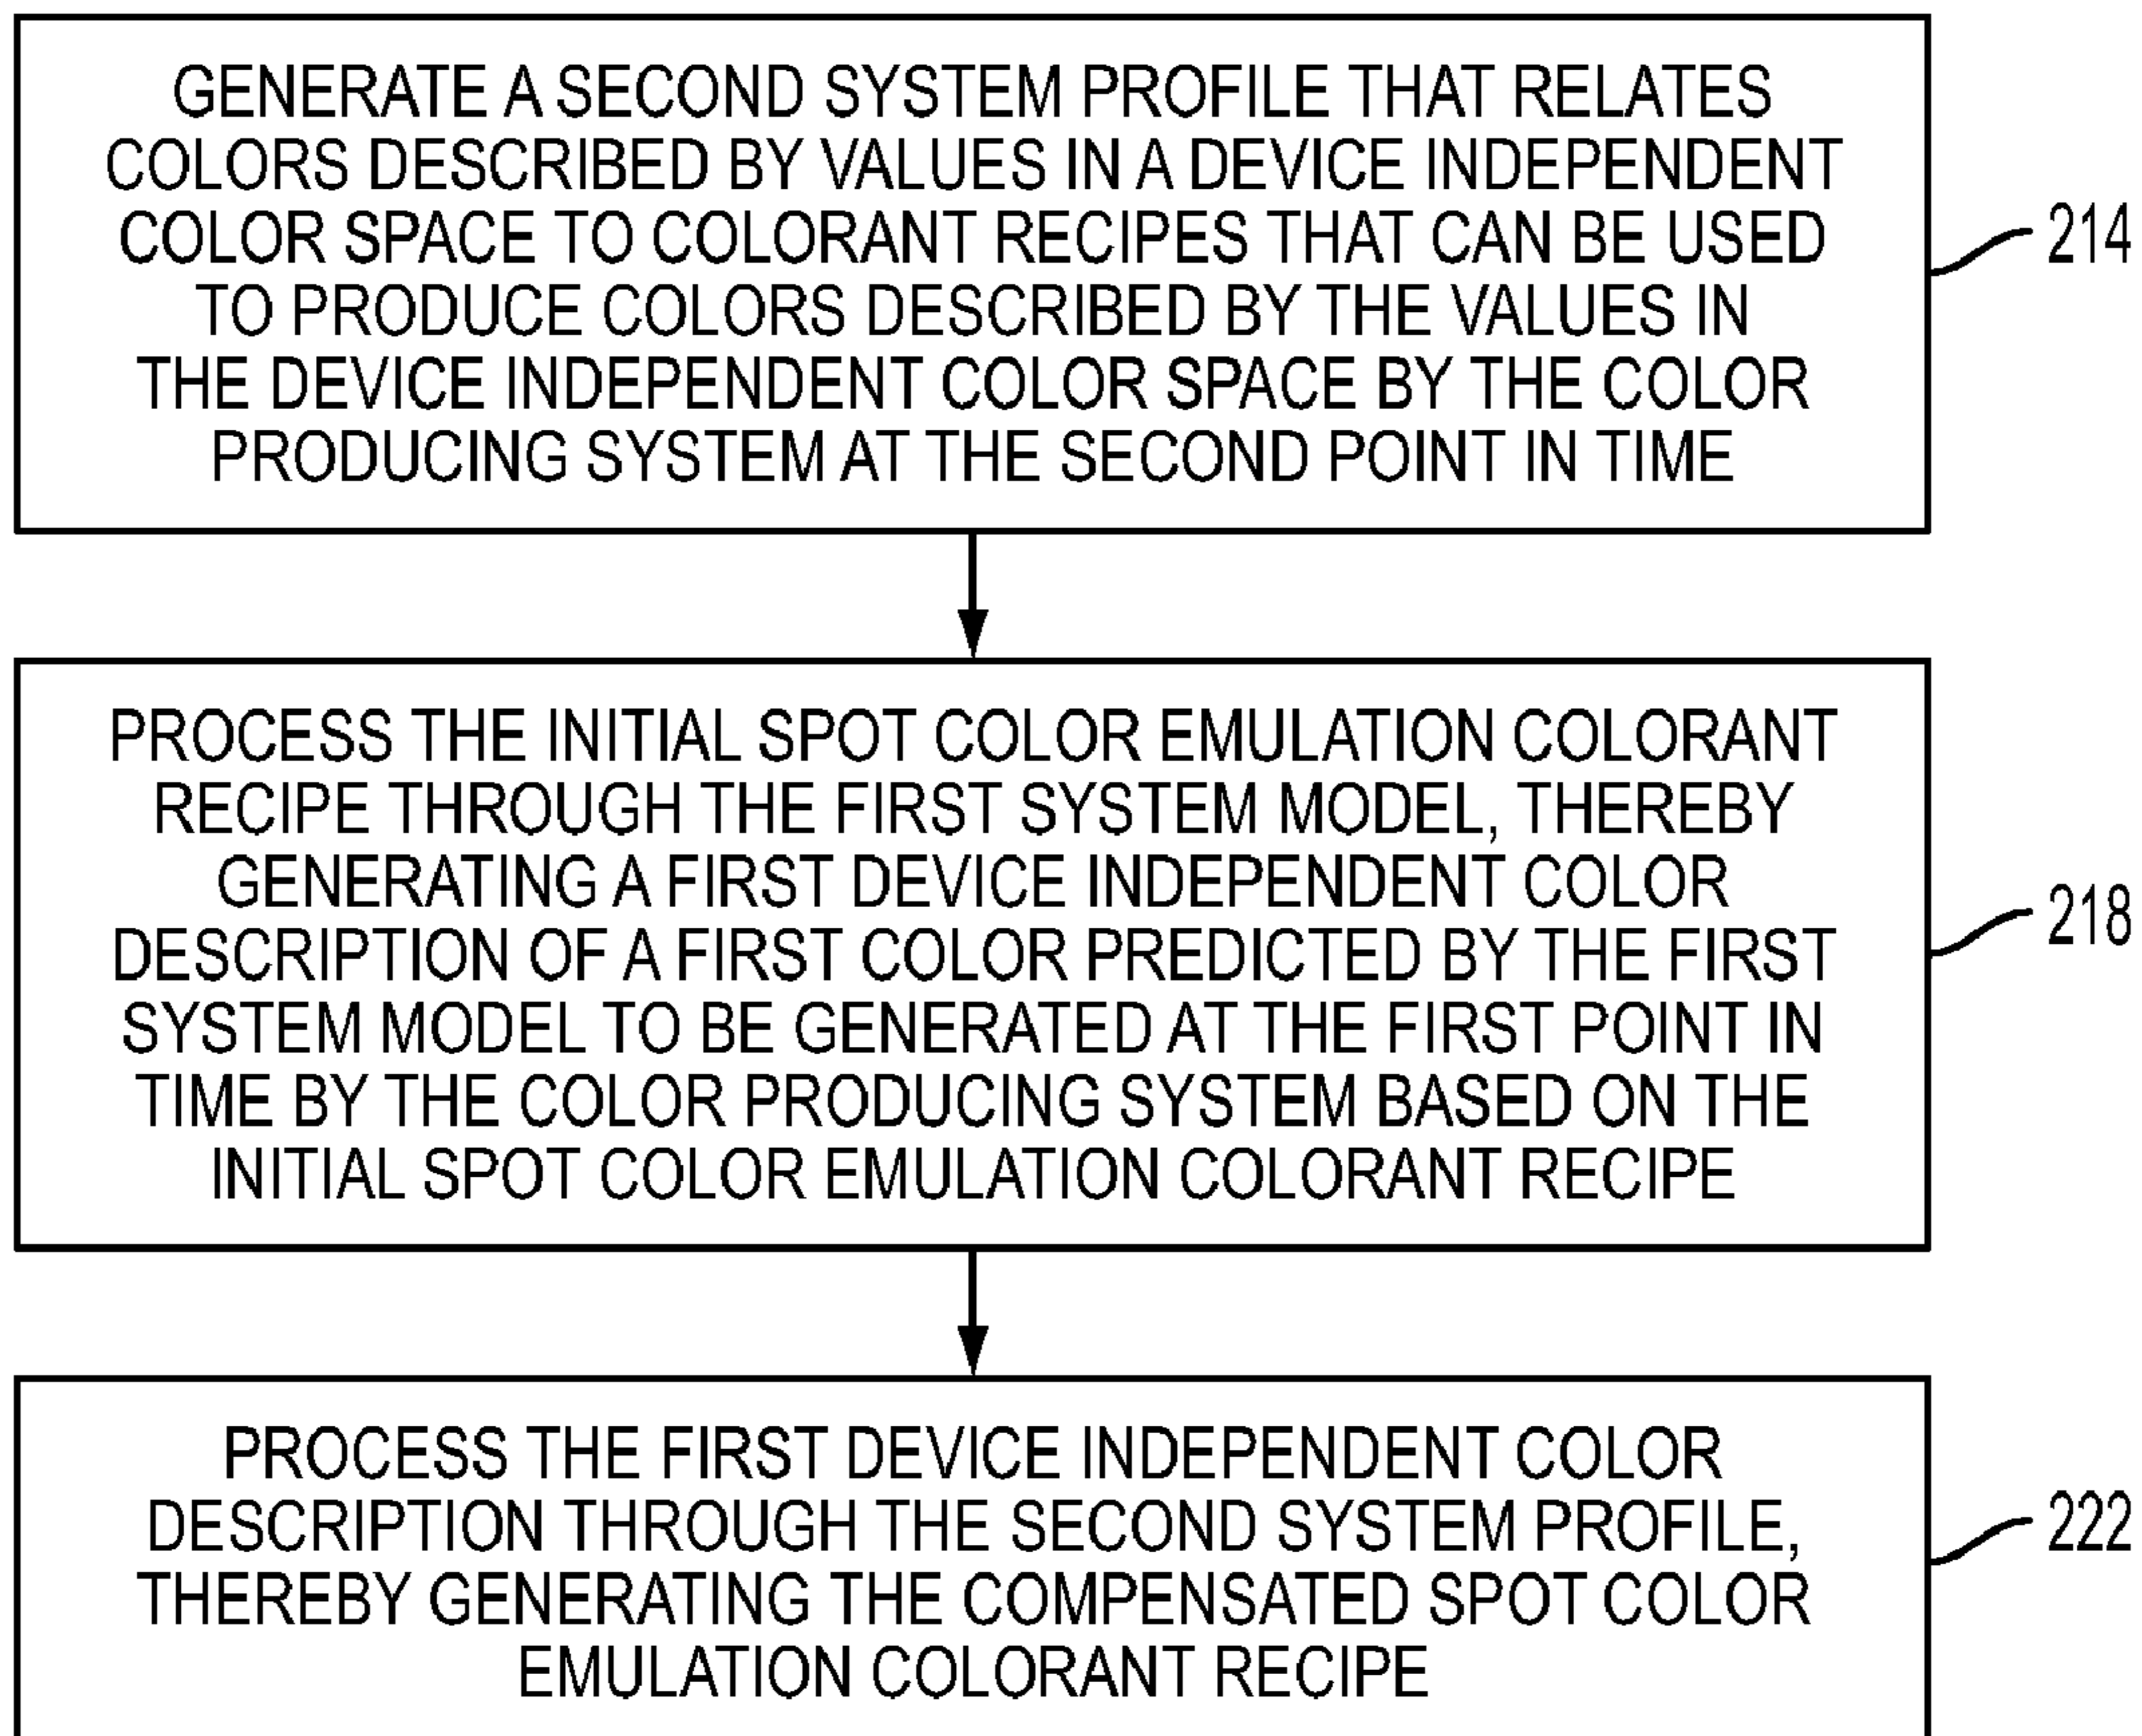 GENERATE A SECOND SYSTEM PROFILE THAT RELATES
COLORS DESCRIBED BY VALUES IN A DEVICE INDEPENDENT
COLOR SPACE TO COLORANT RECIPES THAT CAN BE USED
TO PRODUCE COLORS DESCRIBED BY THE VALUES IN
THE DEVICE INDEPENDENT COLOR SPACE BY THE COLOR
PRODUCING SYSTEM AT THE SECOND POINT IN TIME
214
PROCESS THE INITIAL SPOT COLOR EMULATION COLORANT
RECIPE THROUGH THE FIRST SYSTEM MODEL, THEREBY
GENERATING A FIRST DEVICE INDEPENDENT COLOR
DESCRIPTION OF A FIRST COLOR PREDICTED BY THE FIRST
SYSTEM MODEL TO BE GENERATED AT THE FIRST POINT IN
TIME BY THE COLOR PRODUCING SYSTEM BASED ON THE
INITIAL SPOT COLOR EMULATION COLORANT RECIPE
218
PROCESS THE FIRST DEVICE INDEPENDENT COLOR
DESCRIPTION THROUGH THE SECOND SYSTEM PROFILE,
THEREBY GENERATING THE COMPENSATED SPOT COLOR
EMULATION COLORANT RECIPE
222